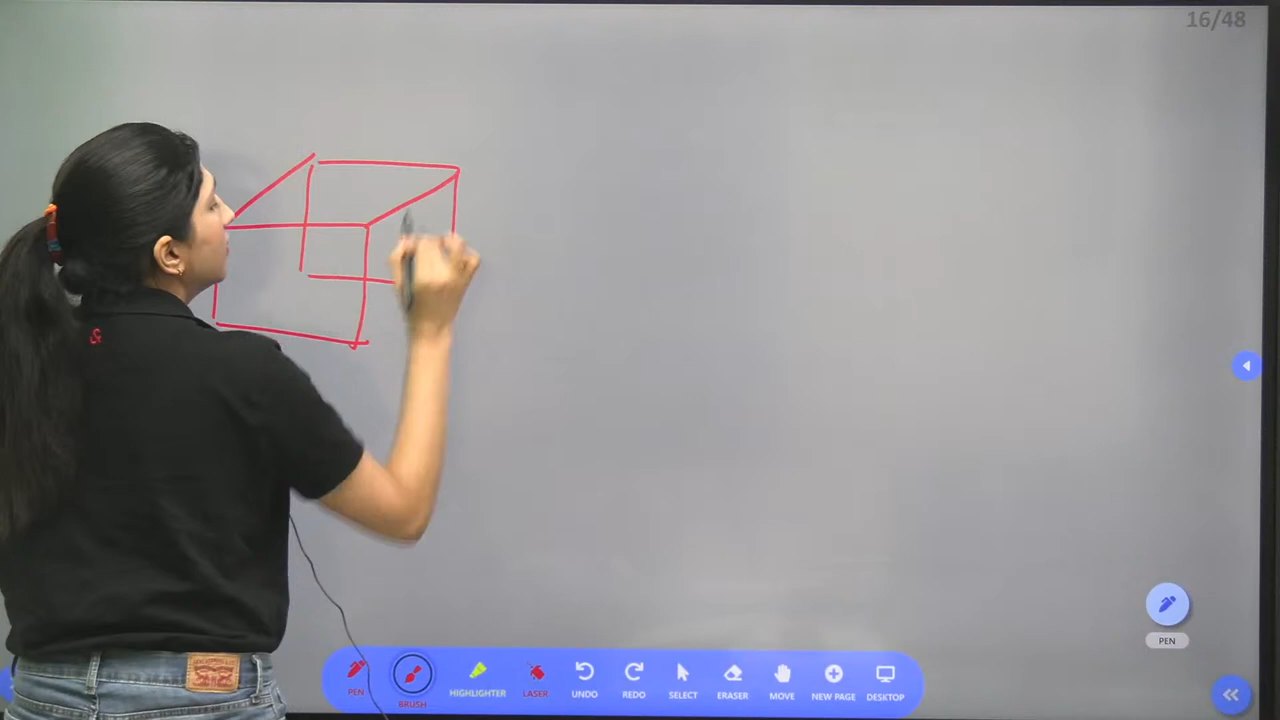 16/48
PEN
PEN
BRUSH
HIGHLIGHTER
LASER
UNDO
REDO
SELECT
ERASER
MOVE
NEW PAGE
DESKTOP